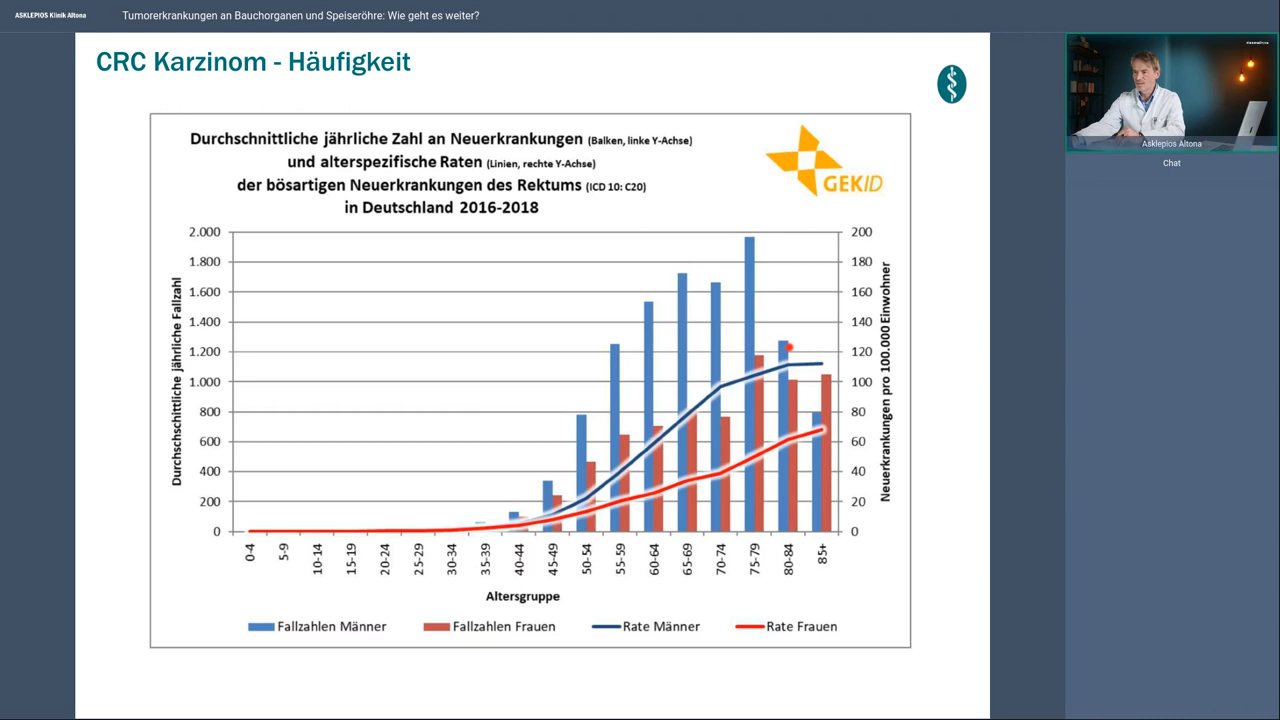 ASKLEPIOS Klinik Altona
Tumorerkrankungen an Bauchorganen und Speiseröhre: Wie geht es weiter?
CRC Karzinom - Häufigkeit
Durchschnittliche jährliche Zahl an Neuerkrankungen (Balken, linke Y-Achse)
und alterspezifische Raten (Linien, rechte Y-Achse)
der bösartigen Neuerkrankungen des Rektums (ICD 10: C20)
in Deutschland 2016-2018
GEKID
Durchschschnittliche jährliche Fallzahl
2.000
1.800
1.600
1.400
1.200
1.000
800
600
400
200
0
200
180
160
140
120
100
80
60
40
20
0
Neuerkrankungen pro 100.000 Einwohner
0-4
5-9
10-14
15-19
20-24
25-29
30-34
35-39
40-44
45-49
50-54
55-59
60-64
65-69
70-74
75-79
80-84
85+
Altersgruppe
Fallzahlen Männer
Fallzahlen Frauen
Rate Männer
Rate Frauen
Asklepios Altona
Chat